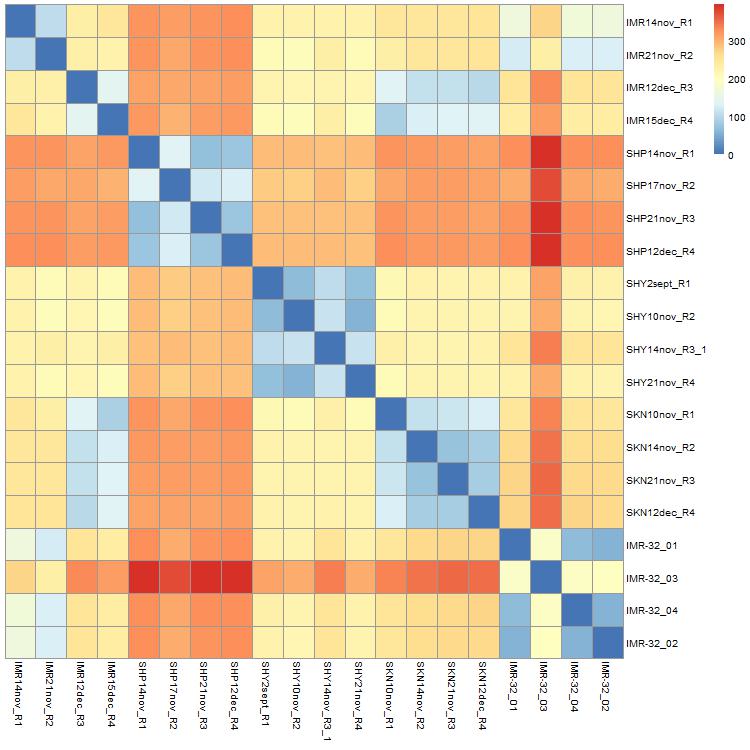 IMR14nov_R1
IMR21nov_R2
IMR12dec_R3
IMR15dec_R4
SHP14nov_R1
SHP17nov_R2
SHP21nov_R3
SHP12dec_R4
SHY2sept_R1
SHY10nov_R2
SHY14nov_R3_1
SHY21nov_R4
SKN10nov_R1
SKN14nov_R2
SKN21nov_R3
SKN12dec_R4
IMR-32_01
IMR-32_03
IMR-32_04
IMR-32_02
300
200
100
0
IMR14nov_R1
IMR21nov_R2
IMR12dec_R3
IMR15dec_R4
SHP14nov_R1
SHP17nov_R2
SHP21nov_R3
SHP12dec_R4
SHY2sept_R1
SHY10nov_R2
SHY14nov_R3_1
SHY21nov_R4
SKN10nov_R1
SKN14nov_R2
SKN21nov_R3
SKN12dec_R4
IMR-32_01
IMR-32_03
IMR-32_04
IMR-32_02